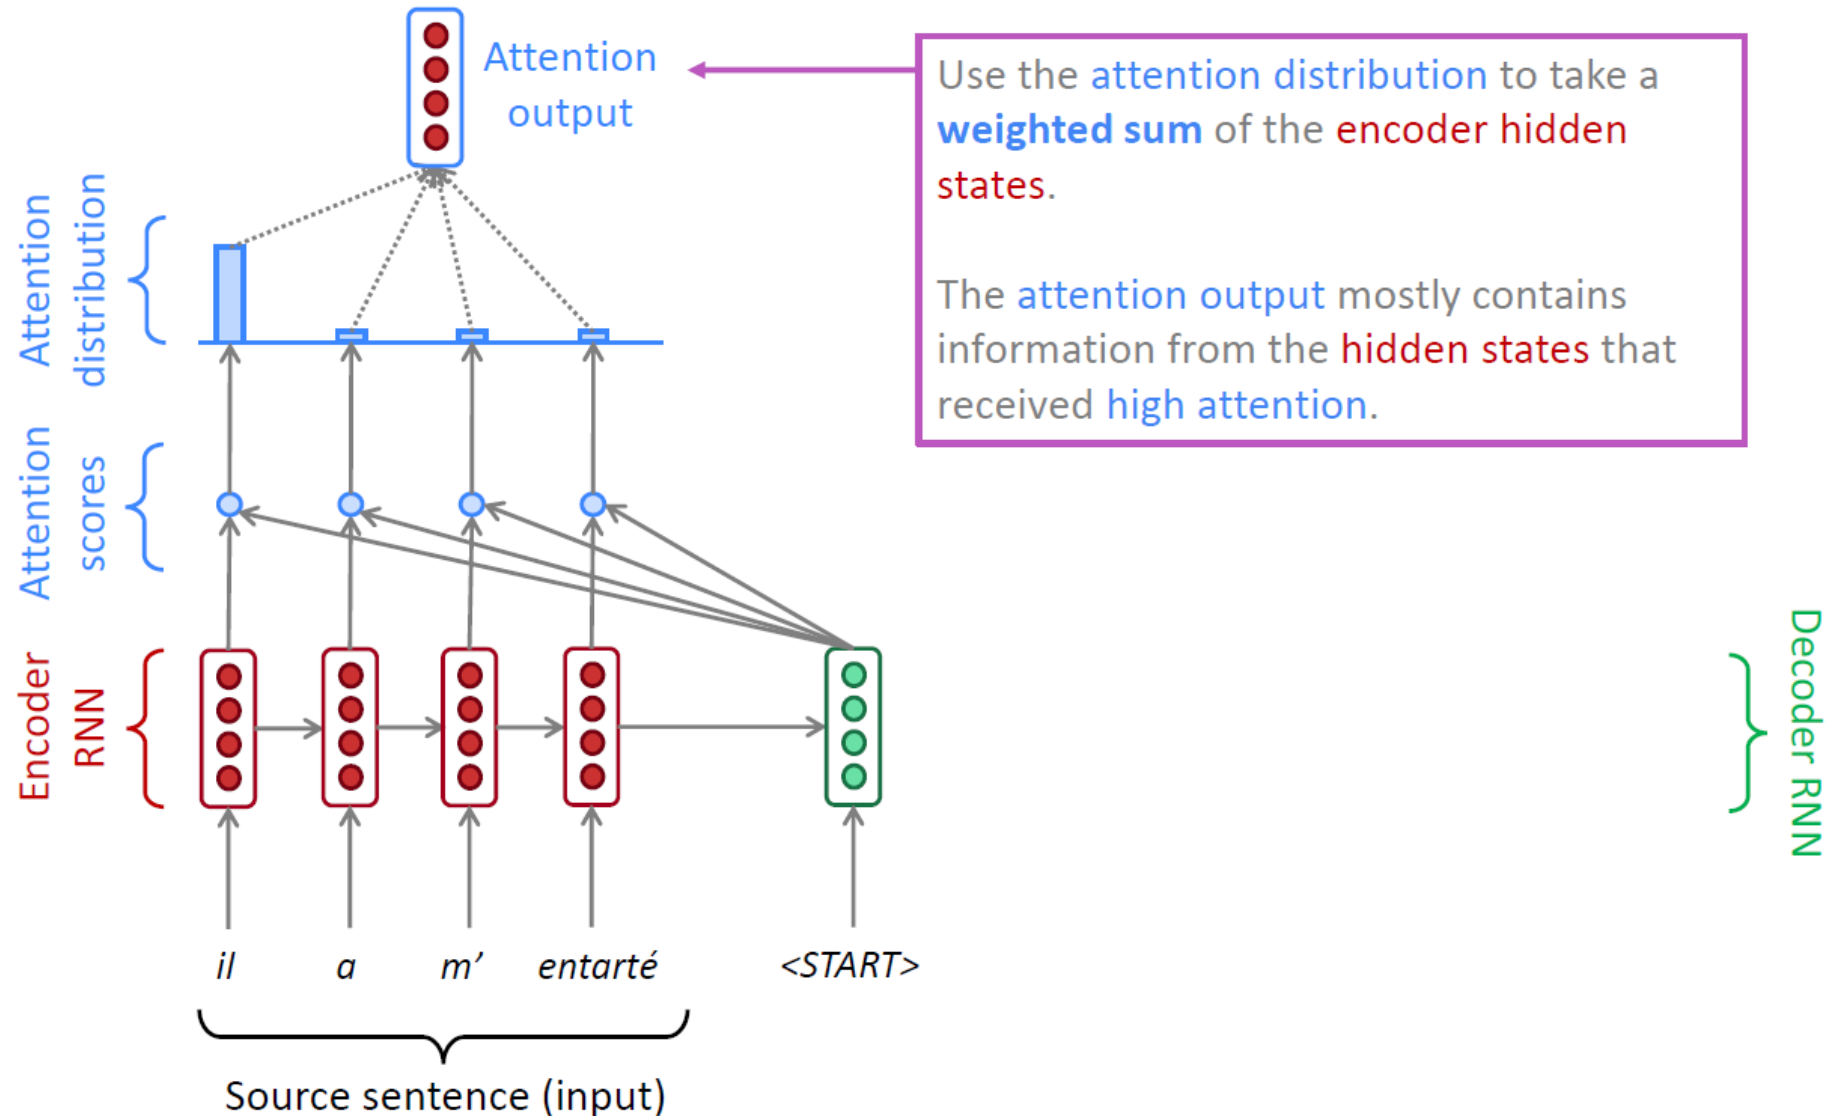 Attention
output
Use the attention distribution to take a
weighted sum of the encoder hidden
states.
The attention output mostly contains
information from the hidden states that
received high attention.
Attention
distribution
Attention
scores
Encoder
RNN
Decoder RNN
il a m’ entarté <START>
Source sentence (input)